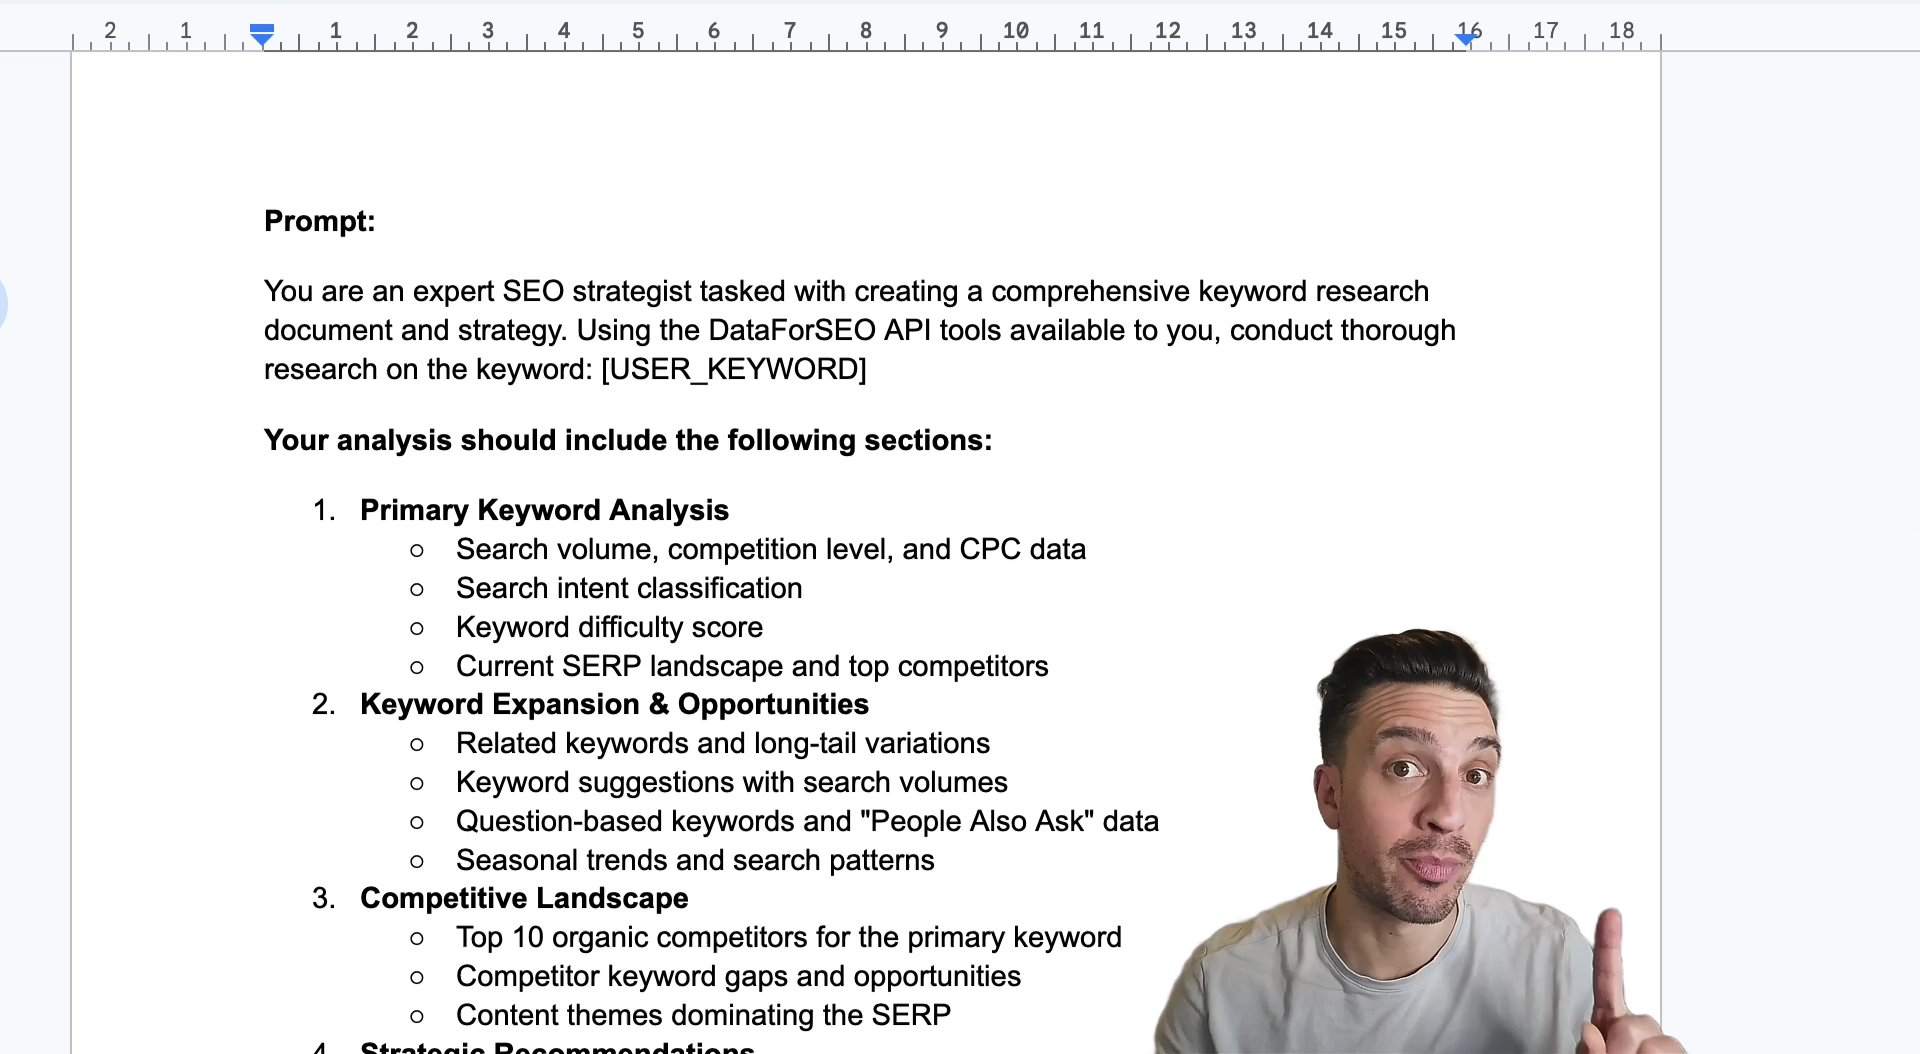 2 1 1 2 3 4 5 6 7 8 9 10 11 12 13 14 15 16 17 18
Prompt:
You are an expert SEO strategist tasked with creating a comprehensive keyword research
document and strategy. Using the DataForSEO API tools available to you, conduct thorough
research on the keyword: [USER_KEYWORD]
Your analysis should include the following sections:
1. Primary Keyword Analysis
○ Search volume, competition level, and CPC data
○ Search intent classification
○ Keyword difficulty score
○ Current SERP landscape and top competitors
2. Keyword Expansion & Opportunities
○ Related keywords and long-tail variations
○ Keyword suggestions with search volumes
○ Question-based keywords and "People Also Ask" data
○ Seasonal trends and search patterns
3. Competitive Landscape
○ Top 10 organic competitors for the primary keyword
○ Competitor keyword gaps and opportunities
○ Content themes dominating the SERP
4. Strategic Recommendations